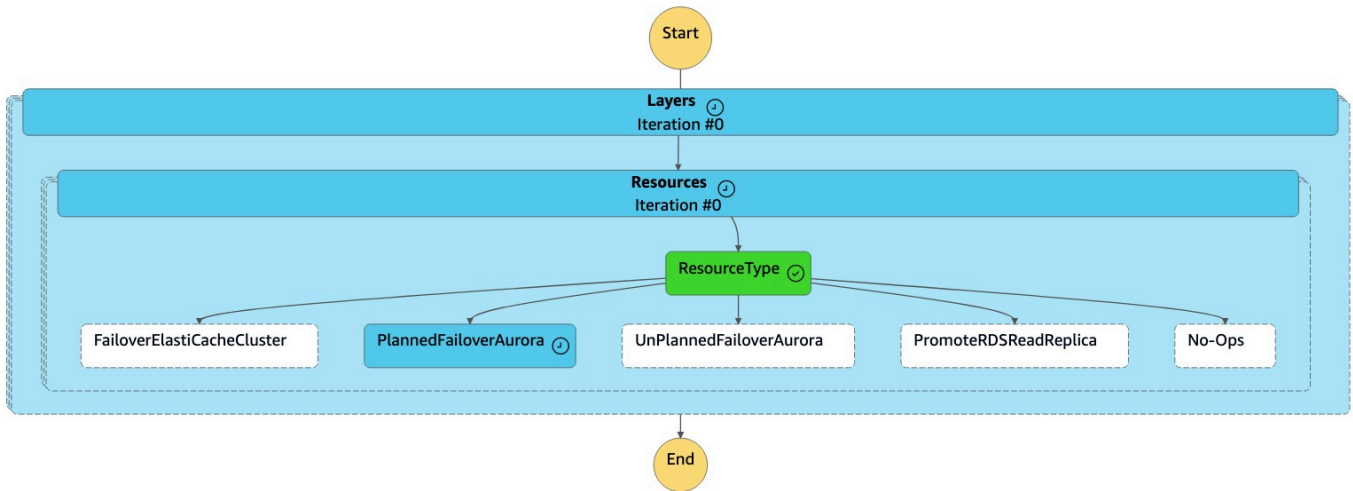 Start
Layers
Iteration #0
Resources
Iteration #0
ResourceType
FailoverElastiCacheCluster
PlannedFailoverAurora
UnPlannedFailoverAurora
PromoteRDSReadReplica
No-Ops
End